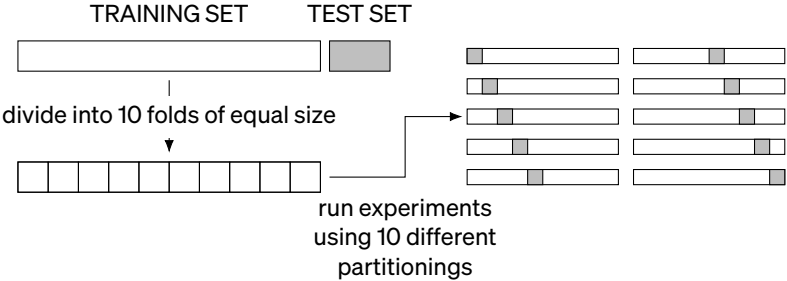 TRAINING SET
TEST SET
divide into 10 folds of equal size
run experiments
using 10 different
partitionings